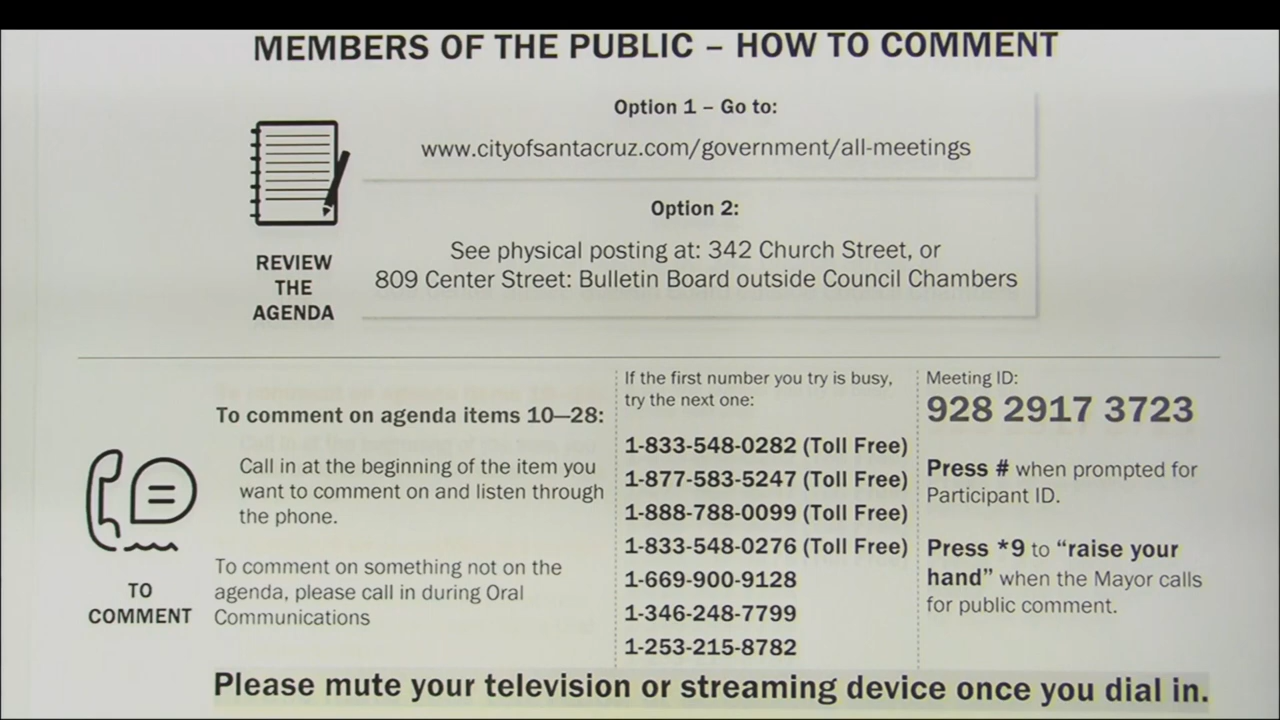 MEMBERS OF THE PUBLIC – HOW TO COMMENT
Option 1 – Go to:
www.cityofsantacruz.com/government/all-meetings
Option 2:
See physical posting at: 342 Church Street, or
809 Center Street: Bulletin Board outside Council Chambers
REVIEW
THE
AGENDA
To comment on agenda items 10—28:
Call in at the beginning of the item you
want to comment on and listen through
the phone.
To comment on something not on the
agenda, please call in during Oral
Communications
TO
COMMENT
If the first number you try is busy,
try the next one:
1-833-548-0282 (Toll Free)
1-877-583-5247 (Toll Free)
1-888-788-0099 (Toll Free)
1-833-548-0276 (Toll Free)
1-669-900-9128
1-346-248-7799
1-253-215-8782
Meeting ID:
928 2917 3723
Press # when prompted for
Participant ID.
Press *9 to “raise your
hand” when the Mayor calls
for public comment.
Please mute your television or streaming device once you dial in.